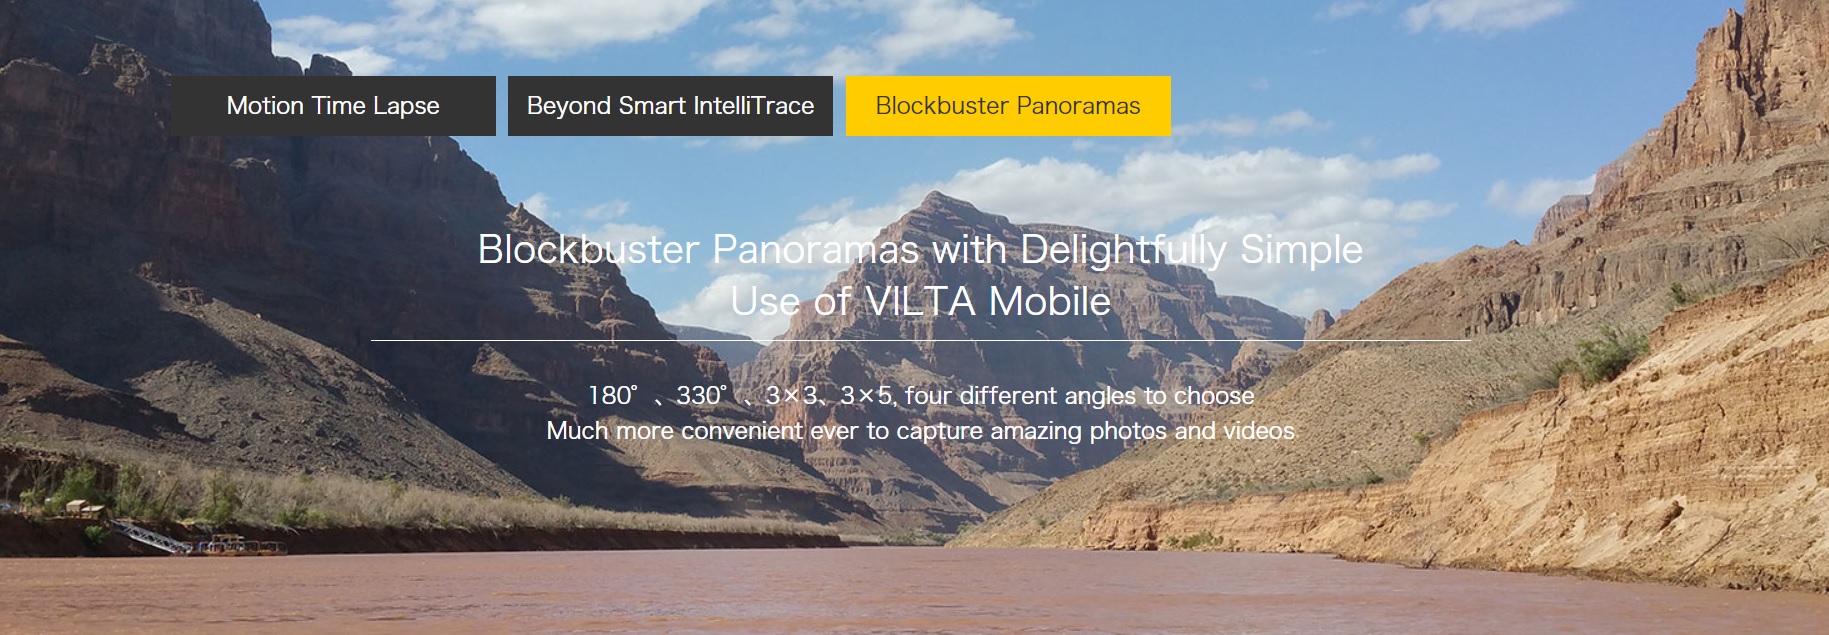 Motion Time Lapse
Beyond Smart IntelliTrace
Blockbuster Panoramas
Blockbuster Panoramas with Delightfully Simple
Use of VILTA Mobile
180°、330°、3×3、3×5, four different angles to choose
Much more convenient ever to capture amazing photos and videos